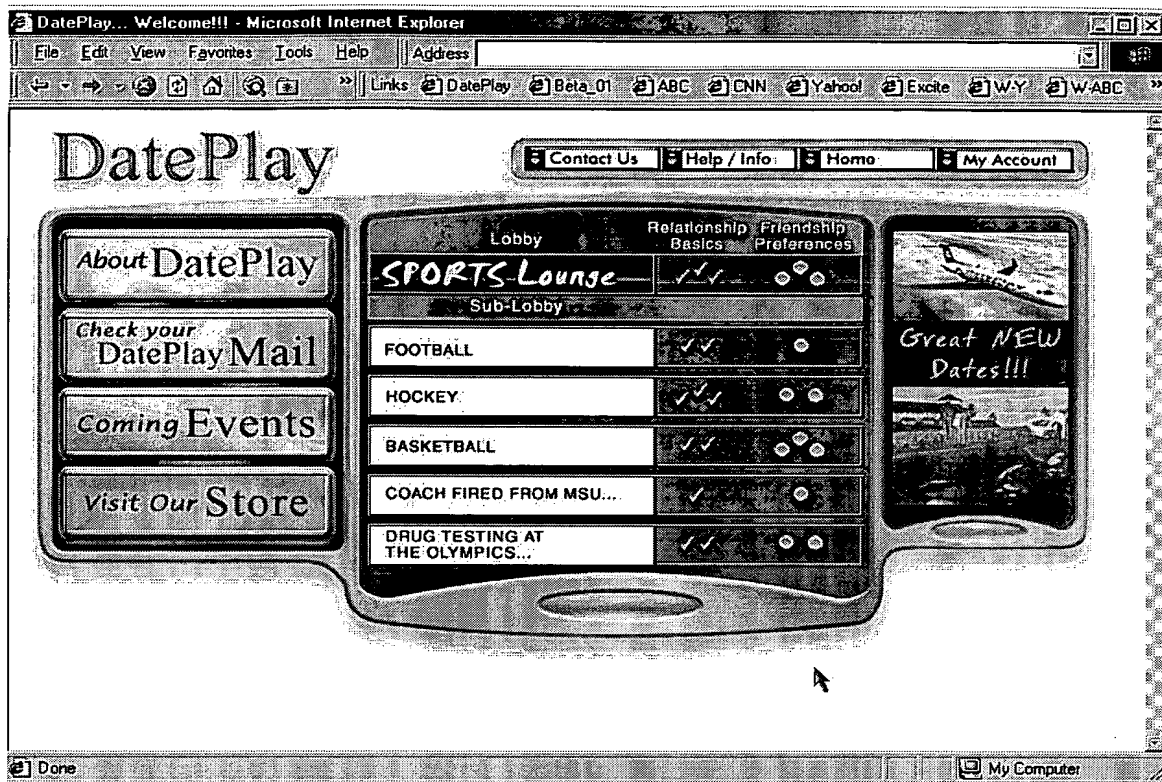 DatePlay... Welcome!!! - Microsoft Internet Explorer
File Edit View Favorites Tools Help Address
Links DatePlay Beta_01 ABC CNN Yahoo! Excite W-Y W-ABC
DatePlay
Contact Us Help / Info Home My Account
About DatePlay
Check your
DatePlay Mail
Coming Events
Visit Our Store
Lobby
Relationship
Basics
Friendship
Preferences
SPORTS Lounge
Sub-Lobby
FOOTBALL
HOCKEY
BASKETBALL
COACH FIRED FROM MSU...
DRUG TESTING AT
THE OLYMPICS...
Great NEW
Dates!!!
Done
My Computer